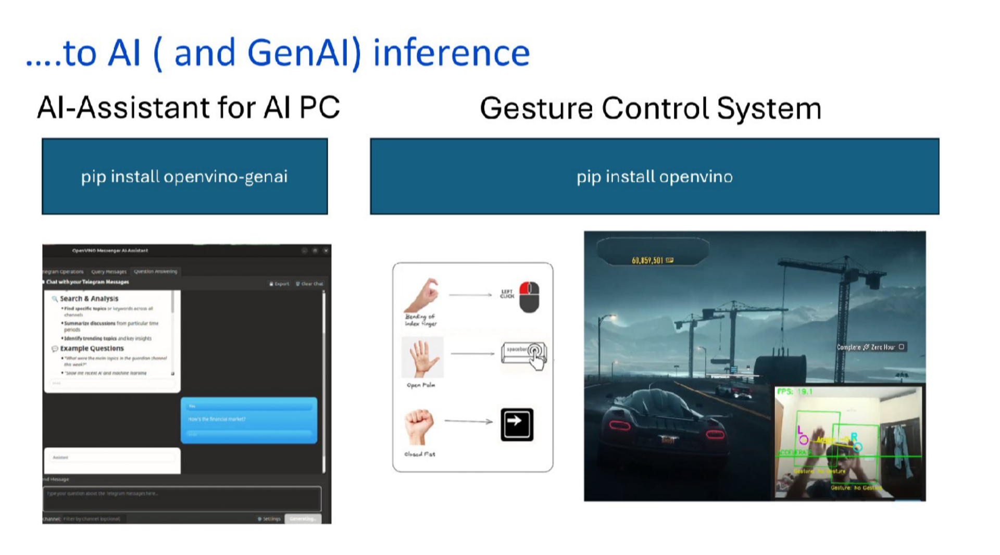 ....to AI ( and GenAI) inference
AI-Assistant for AI PC
pip install openvino-genai
OpenVINO Messenger AI-Assistant
egram Operations
Query Messages
Question Answering
Chat with your Telegram Messages
Export
Clear Chat
Search & Analysis
• Find specific topics or keywords across all
channels
• Summarize discussions from particular time
periods
• Identify trending topics and key insights
Example Questions
• "What were the main topics in the guardian channel
this week?"
• "Show me recent AI and machine learning
You
How's the financial market?
Assistant
nd Message
Type your question about the Telegram messages here...
Channel:
Filter by channel (optional)
Settings
Generating...
Gesture Control System
pip install openvino
Bending of
index finger
LEFT
CLICK
Open Palm
spacebar
Closed Fist
60,859,501 SP
Complete Zero Hour
FPS: 19.1
L
R
ACCELERATE
Gesture: No Gesture
Gesture: No Gestu